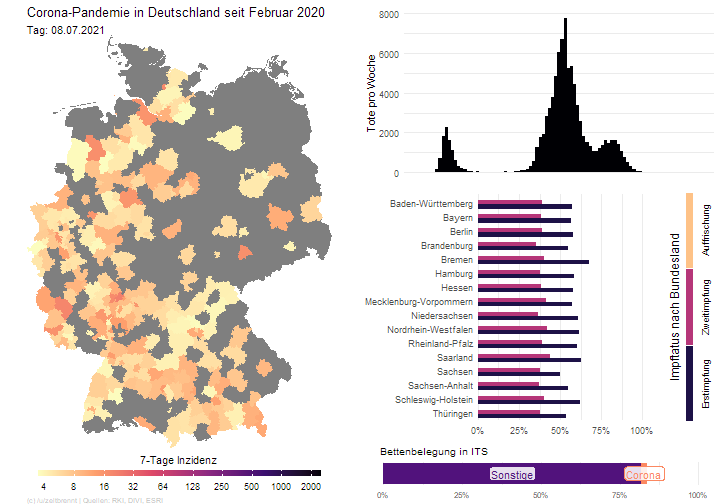 Corona-Pandemie in Deutschland seit Februar 2020
Tag: 08.07.2021
7-Tage Inzidenz
4 8 16 32 64 128 250 500 1000 2000
(c) /u/zeitbrennt | Quellen: RKI, DIVI, ESRI
Tote pro Woche
8000
6000
4000
2000
0
Baden-Württemberg
Bayern
Berlin
Brandenburg
Bremen
Hamburg
Hessen
Mecklenburg-Vorpommern
Niedersachsen
Nordrhein-Westfalen
Rheinland-Pfalz
Saarland
Sachsen
Sachsen-Anhalt
Schleswig-Holstein
Thüringen
0% 25% 50% 75% 100%
Impfstatus nach Bundesland
Auffrischung
Zweitimpfung
Erstimpfung
Bettenbelegung in ITS
Sonstige Corona
0% 25% 50% 75% 100%